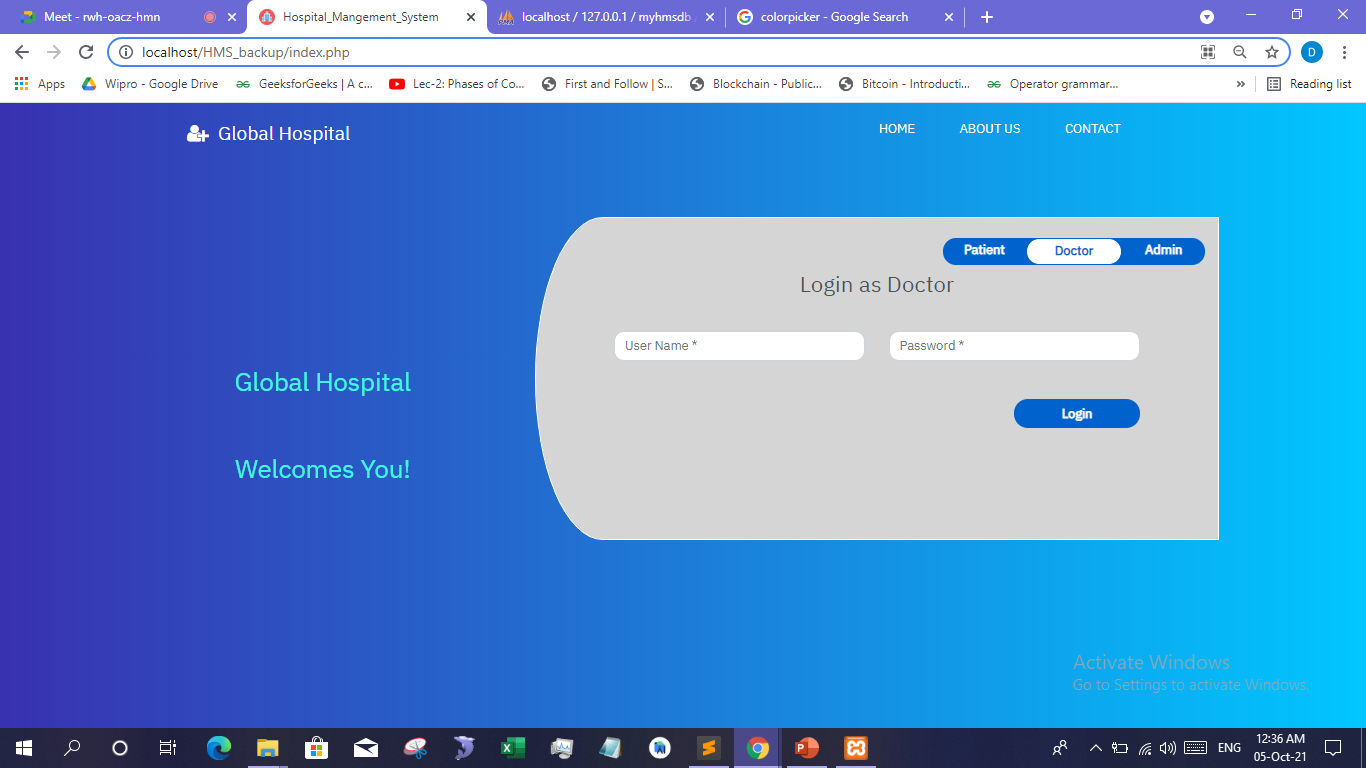 Meet - rwh-oacz-hmn
Hospital_Mangement_System
localhost / 127.0.0.1 / myhmsdb
colorpicker - Google Search
localhost/HMS_backup/index.php
D
Apps
Wipro - Google Drive
GeeksforGeeks | A c...
Lec-2: Phases of Co...
First and Follow | S...
Blockchain - Public...
Bitcoin - Introducti...
Operator grammar...
»
Reading list
Global Hospital
HOME
ABOUT US
CONTACT
Patient
Doctor
Admin
Login as Doctor
User Name *
Password *
Login
Global Hospital
Welcomes You!
Activate Windows
Go to Settings to activate Windows.
ENG
12:36 AM
05-Oct-21